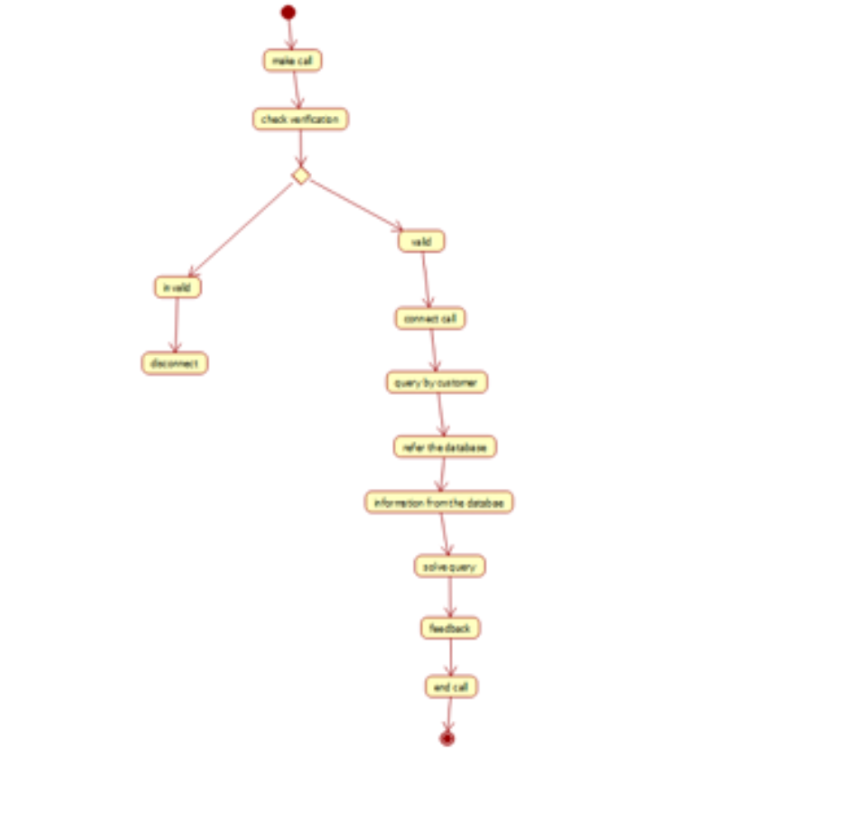 make call
check verification
valid
invalid
connect call
disconnect
query by customer
refer the database
information from the databae
solve query
feedback
end call